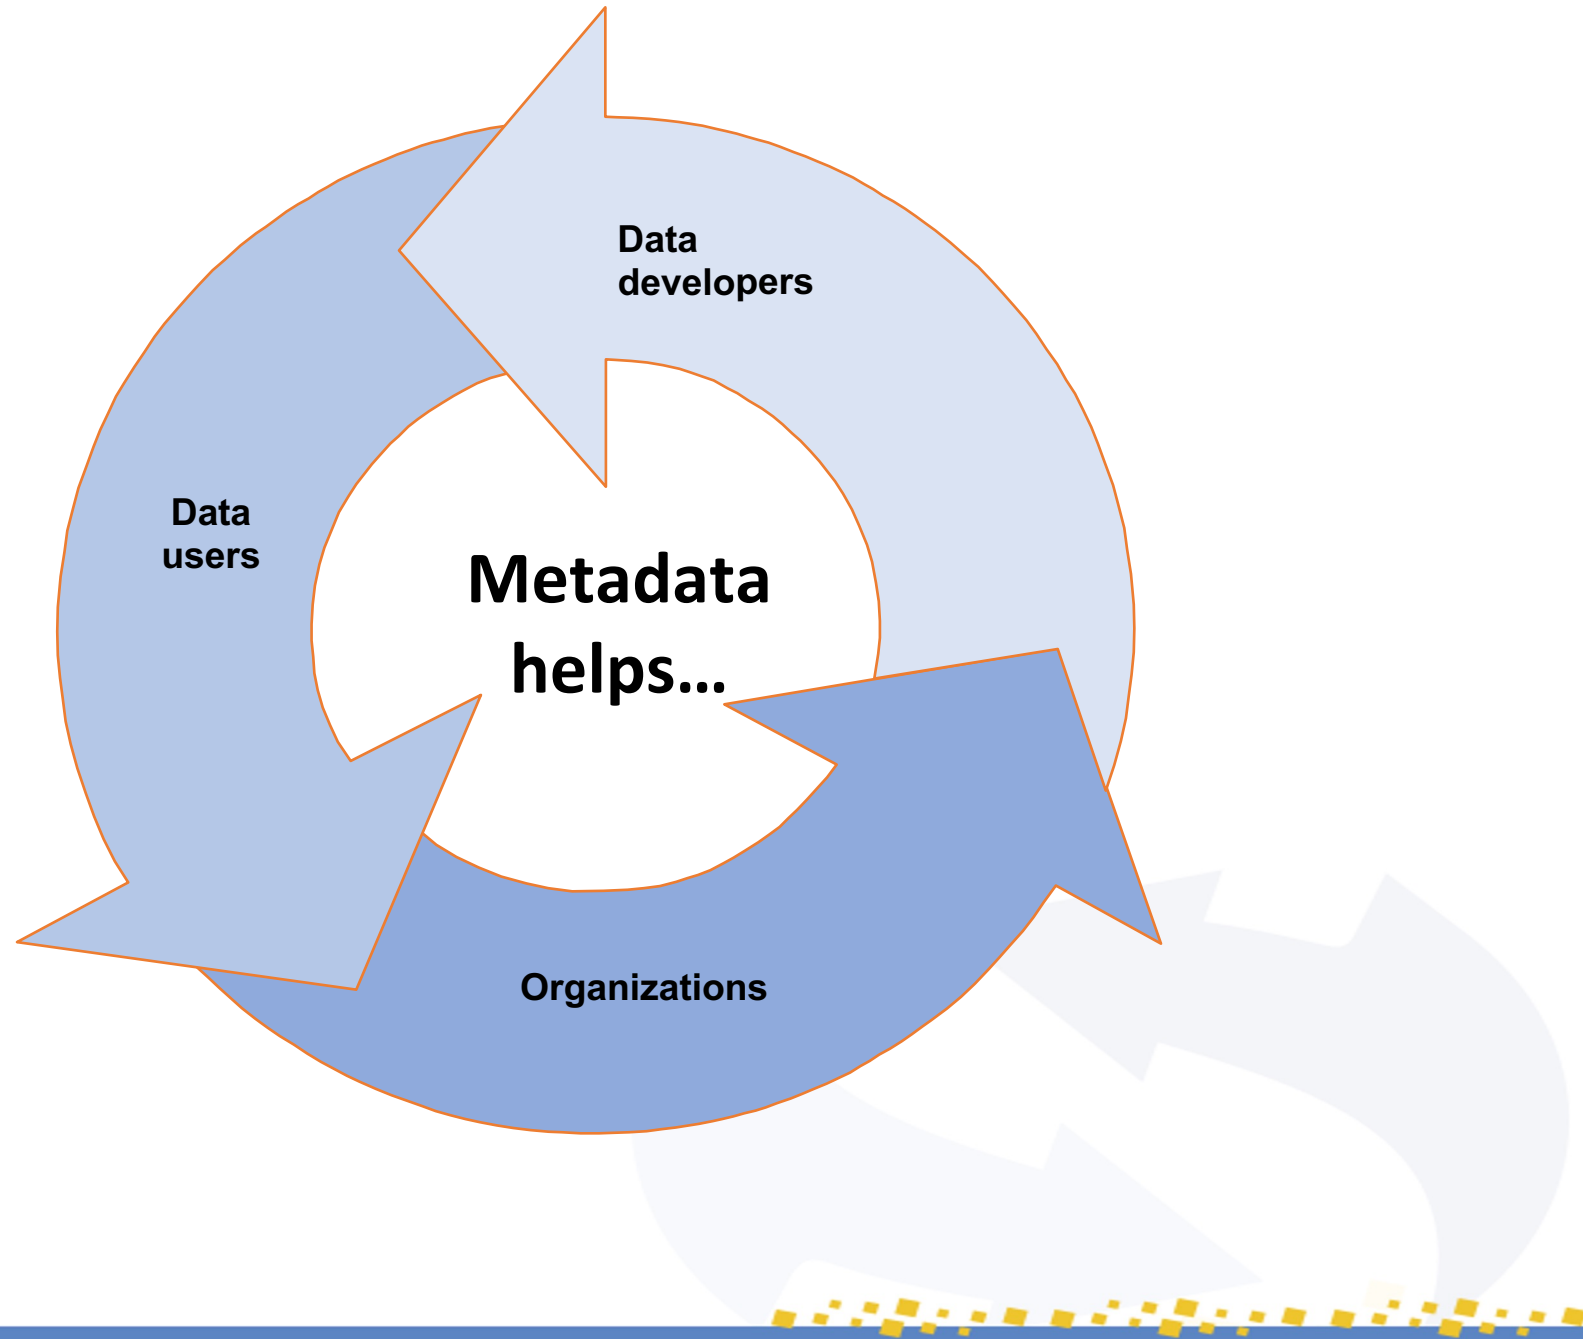 Data
developers
Data
users
Metadata
helps...
Organizations